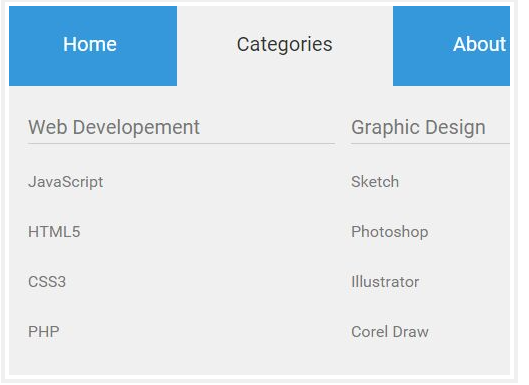 Home Categories About
Web Developement Graphic Design
JavaScript Sketch
HTML5 Photoshop
CSS3 Illustrator
PHP Corel Draw